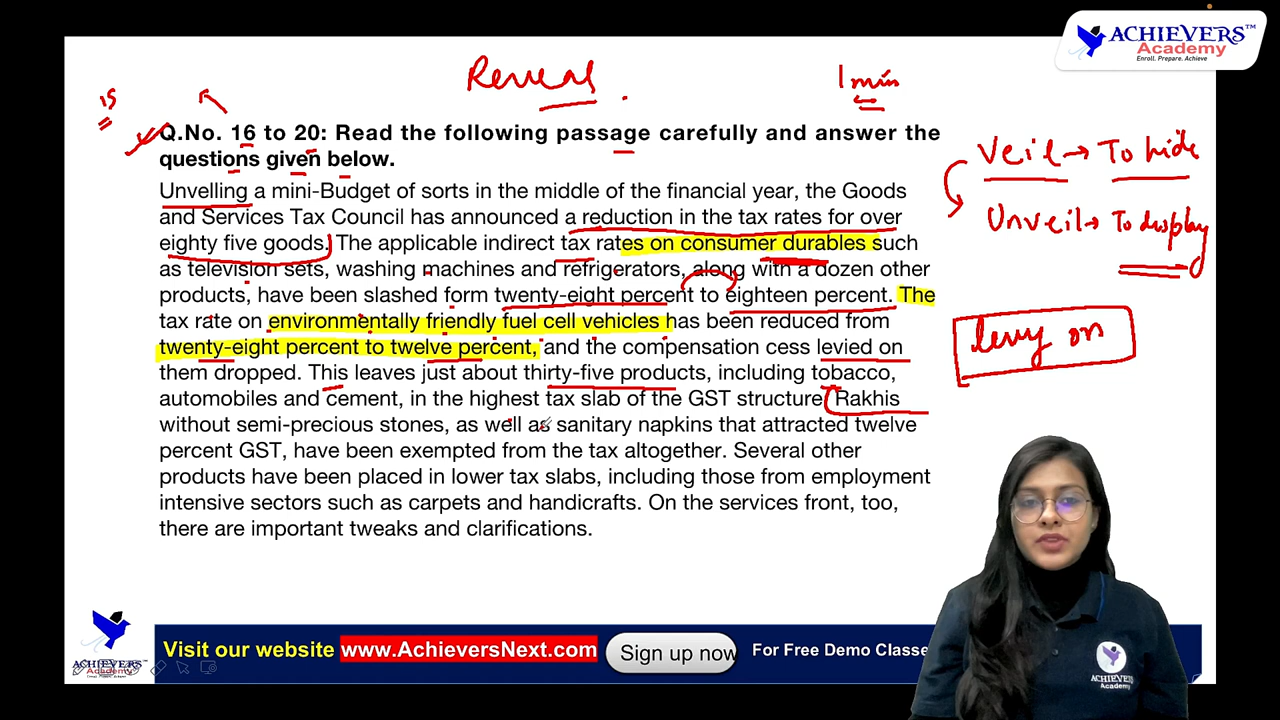 ACHIEVERS™
Academy
Enroll. Prepare. Achieve
Reveal
1 min
15
Q.No. 16 to 20: Read the following passage carefully and answer the
questions given below.
Veil → To hide
Unveil → To display
levy on
Unvelling a mini-Budget of sorts in the middle of the financial year, the Goods
and Services Tax Council has announced a reduction in the tax rates for over
eighty five goods. The applicable indirect tax rates on consumer durables such
as television sets, washing machines and refrigerators, along with a dozen other
products, have been slashed form twenty-eight percent to eighteen percent. The
tax rate on environmentally friendly fuel cell vehicles has been reduced from
twenty-eight percent to twelve percent, and the compensation cess levied on
them dropped. This leaves just about thirty-five products, including tobacco,
automobiles and cement, in the highest tax slab of the GST structure Rakhis
without semi-precious stones, as well as sanitary napkins that attracted twelve
percent GST, have been exempted from the tax altogether. Several other
products have been placed in lower tax slabs, including those from employment
intensive sectors such as carpets and handicrafts. On the services front, too,
there are important tweaks and clarifications.
ACHIEVERS
Academy
Visit our website www.AchieversNext.com Sign up now For Free Demo Classe
ACHIEVERS
Academy